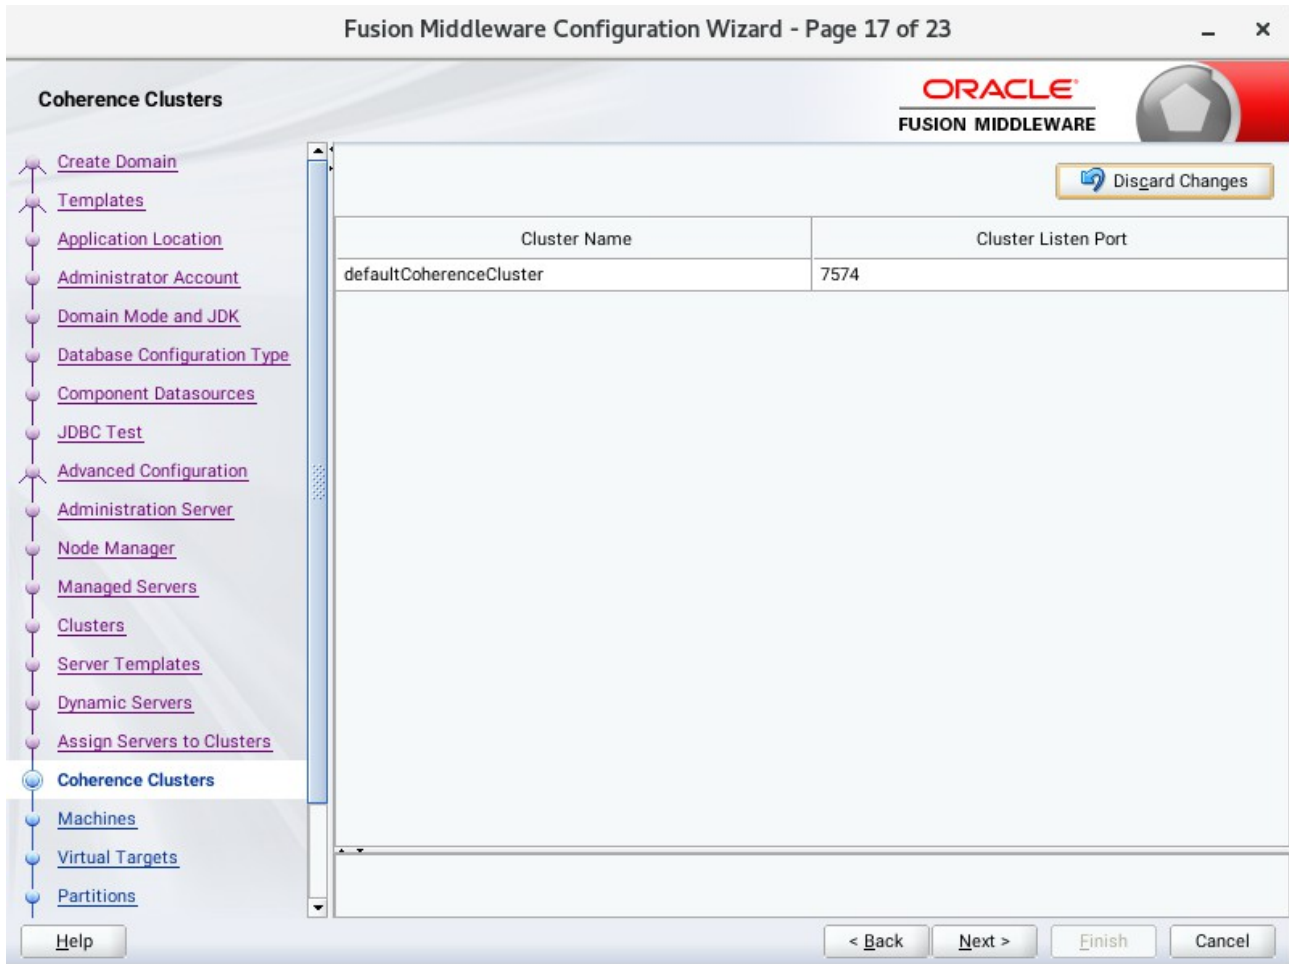 Fusion Middleware Configuration Wizard - Page 17 of 23
Coherence Clusters
ORACLE
FUSION MIDDLEWARE
Create Domain
Templates
Application Location
Administrator Account
Domain Mode and JDK
Database Configuration Type
Component Datasources
JDBC Test
Advanced Configuration
Administration Server
Node Manager
Managed Servers
Clusters
Server Templates
Dynamic Servers
Assign Servers to Clusters
Coherence Clusters
Machines
Virtual Targets
Partitions
Discard Changes
Cluster Name Cluster Listen Port
defaultCoherenceCluster 7574
Help < Back Next > Finish Cancel